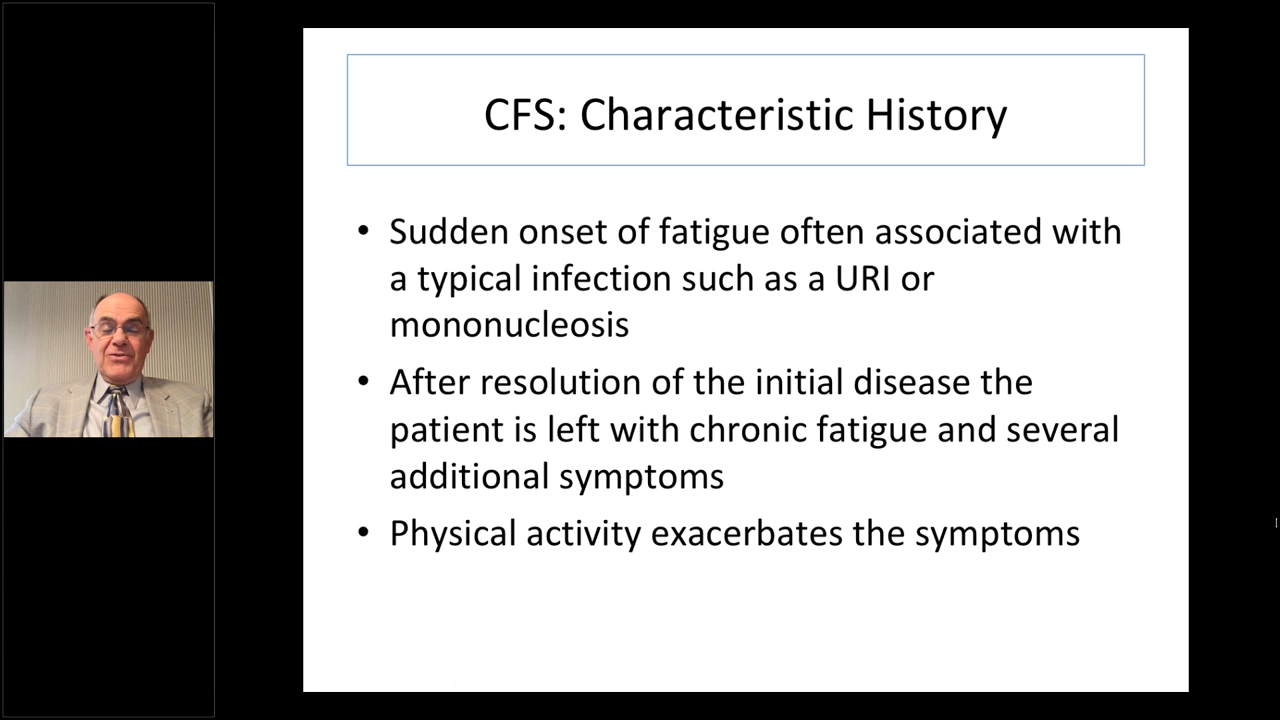 CFS: Characteristic History
• Sudden onset of fatigue often associated with
a typical infection such as a URI or
mononucleosis
• After resolution of the initial disease the
patient is left with chronic fatigue and several
additional symptoms
• Physical activity exacerbates the symptoms